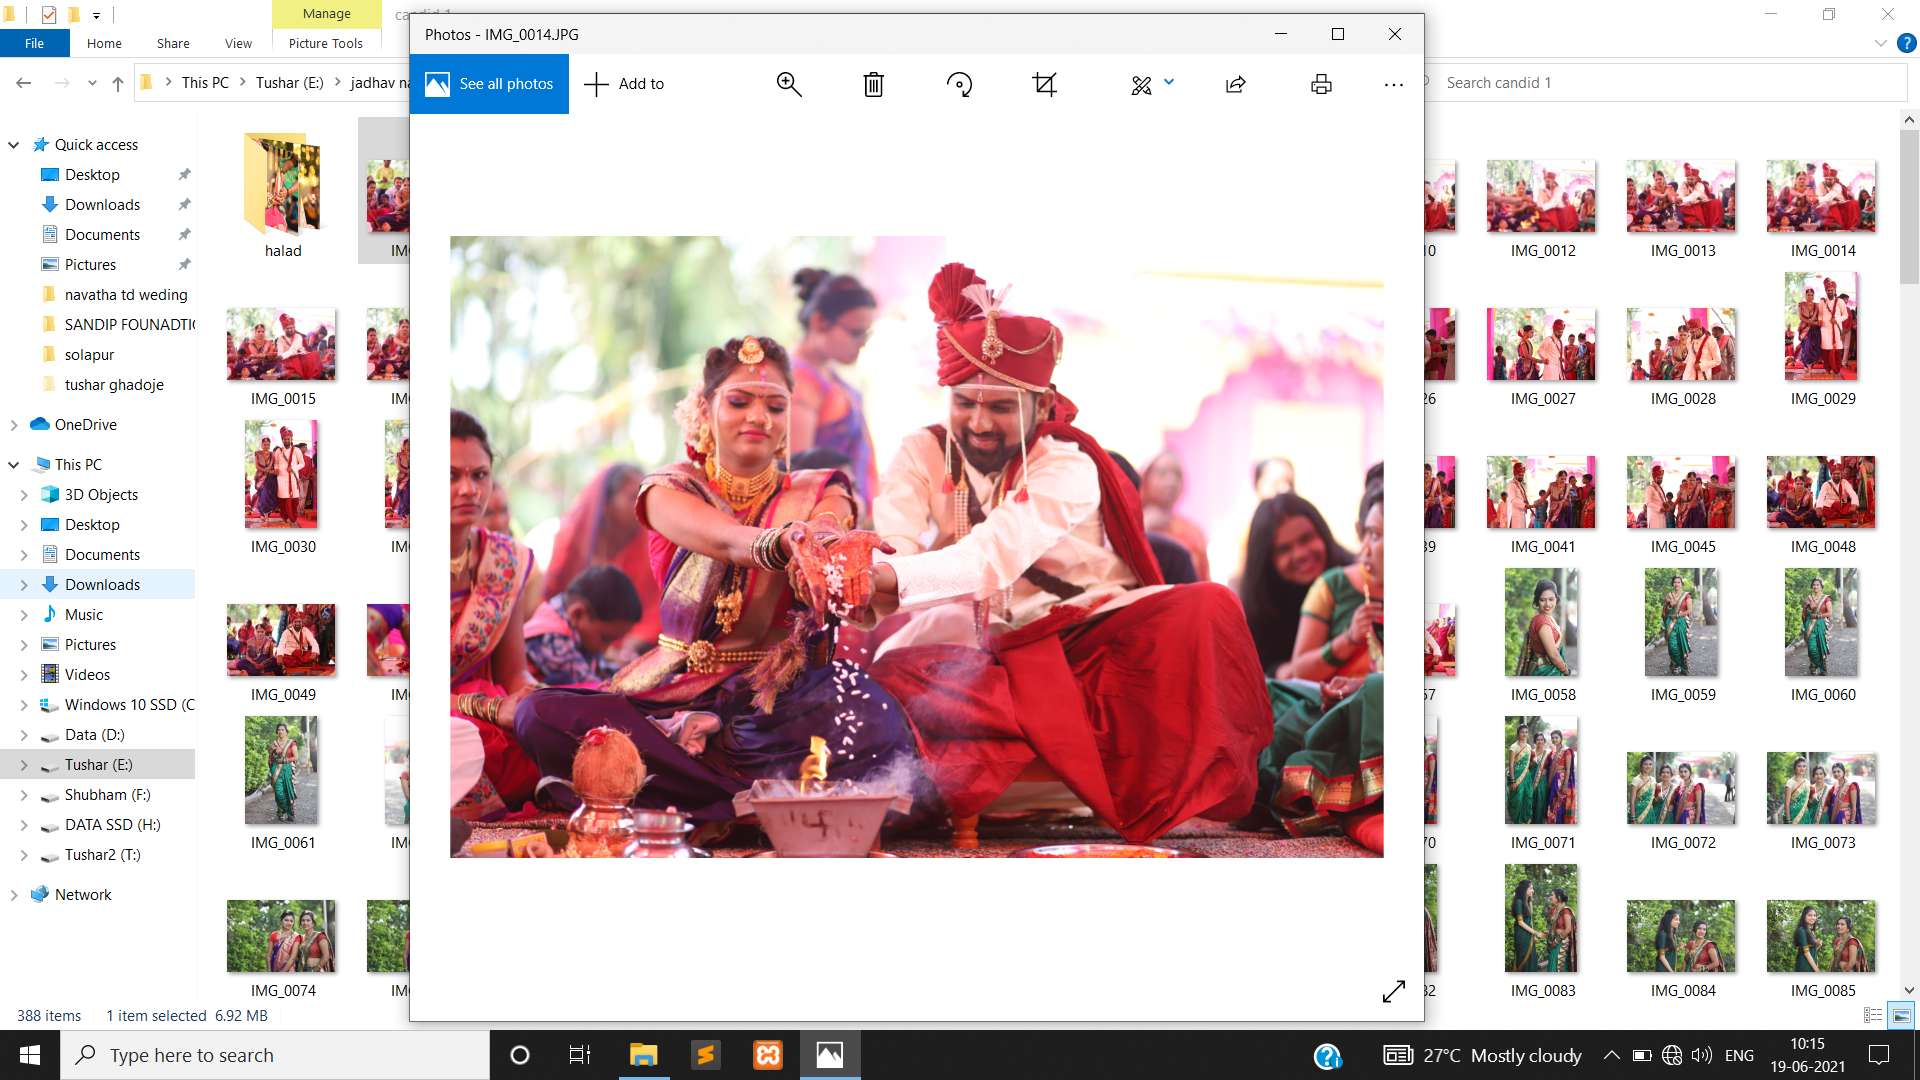 Manage
candid 1
File
Home
Share
View
Picture Tools
This PC
Tushar (E:)
jadhav na
Search candid 1
Photos - IMG_0014.JPG
See all photos
Add to
Quick access
Desktop
Downloads
Documents
Pictures
navatha td weding
SANDIP FOUNADTI
solapur
tushar ghadoje
OneDrive
This PC
3D Objects
Desktop
Documents
Downloads
Music
Pictures
Videos
Windows 10 SSD (C
Data (D:)
Tushar (E:)
Shubham (F:)
DATA SSD (H:)
Tushar2 (T:)
Network
halad
IM
10
IMG_0012
IMG_0013
IMG_0014
IMG_0015
IM
26
IMG_0027
IMG_0028
IMG_0029
IMG_0030
IM
39
IMG_0041
IMG_0045
IMG_0048
IMG_0049
IM
57
IMG_0058
IMG_0059
IMG_0060
IMG_0061
IM
70
IMG_0071
IMG_0072
IMG_0073
IMG_0074
IM
82
IMG_0083
IMG_0084
IMG_0085
388 items
1 item selected 6.92 MB
Type here to search
27°C Mostly cloudy
ENG
10:15
19-06-2021